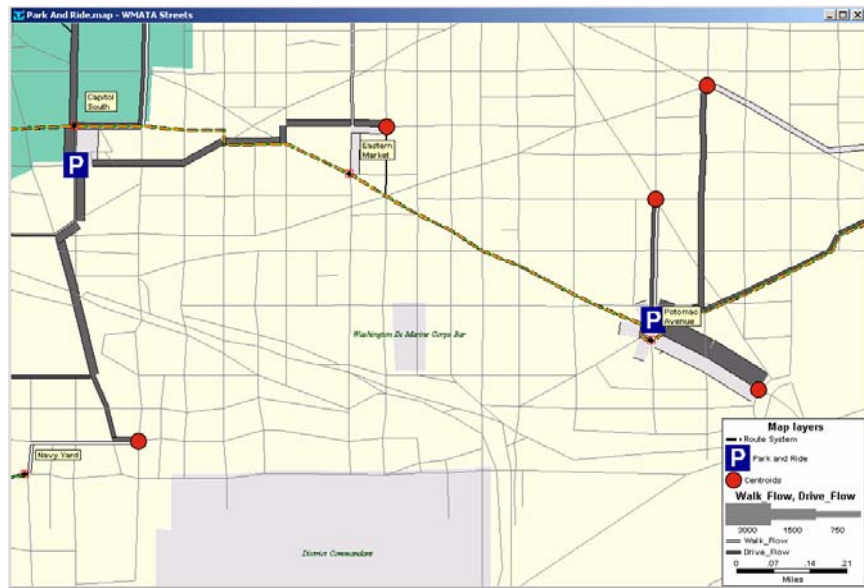 Park And Ride.map - WMATA Streets
Capitol
South
P
Eastern
Market
P
Potomac
Avenue
Washington Dc Marine Corps Bar
Navy Yard
District Commandant
Map layers
Route System
P Park and Ride
Centroids
Walk_Flow, Drive_Flow
3000 1500 750
Walk_Flow
Drive_Flow
0 .07 .14 .21
Miles